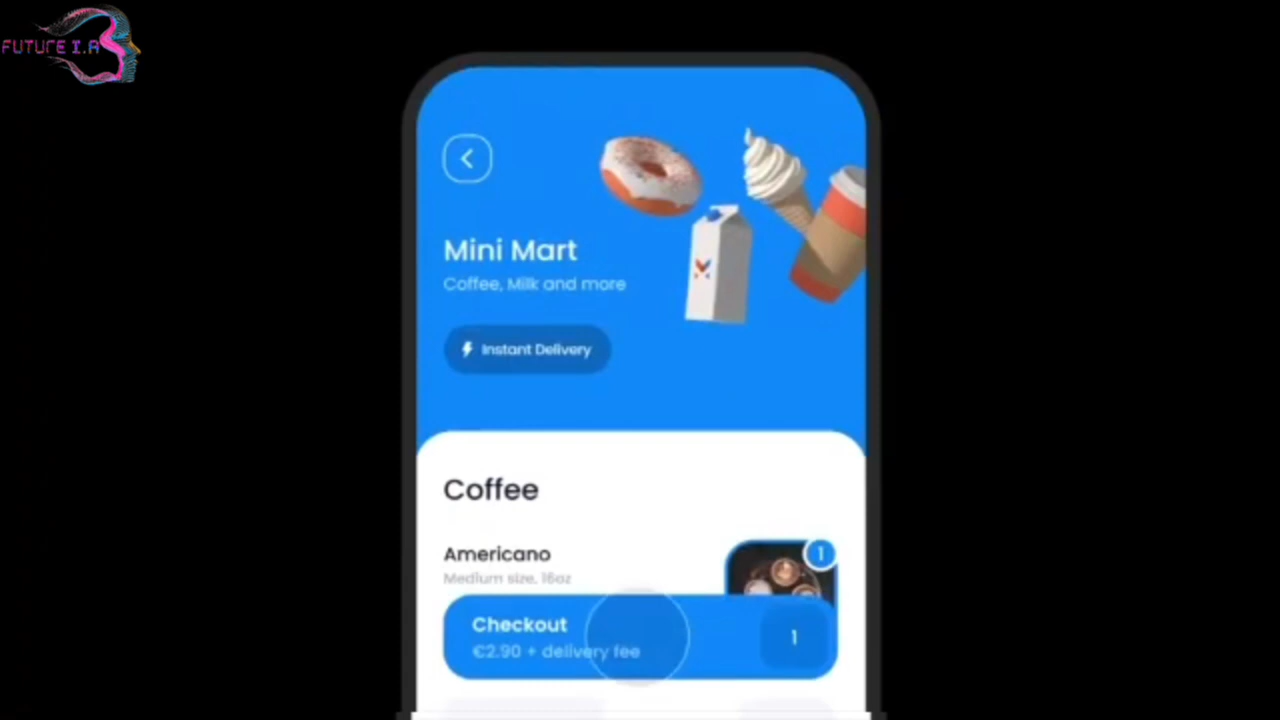 FUTURE I.A
Mini Mart
Coffee, Milk and more
Instant Delivery
Coffee
Americano
1
Medium size, 16oz
Checkout
1
€2.90 + delivery fee